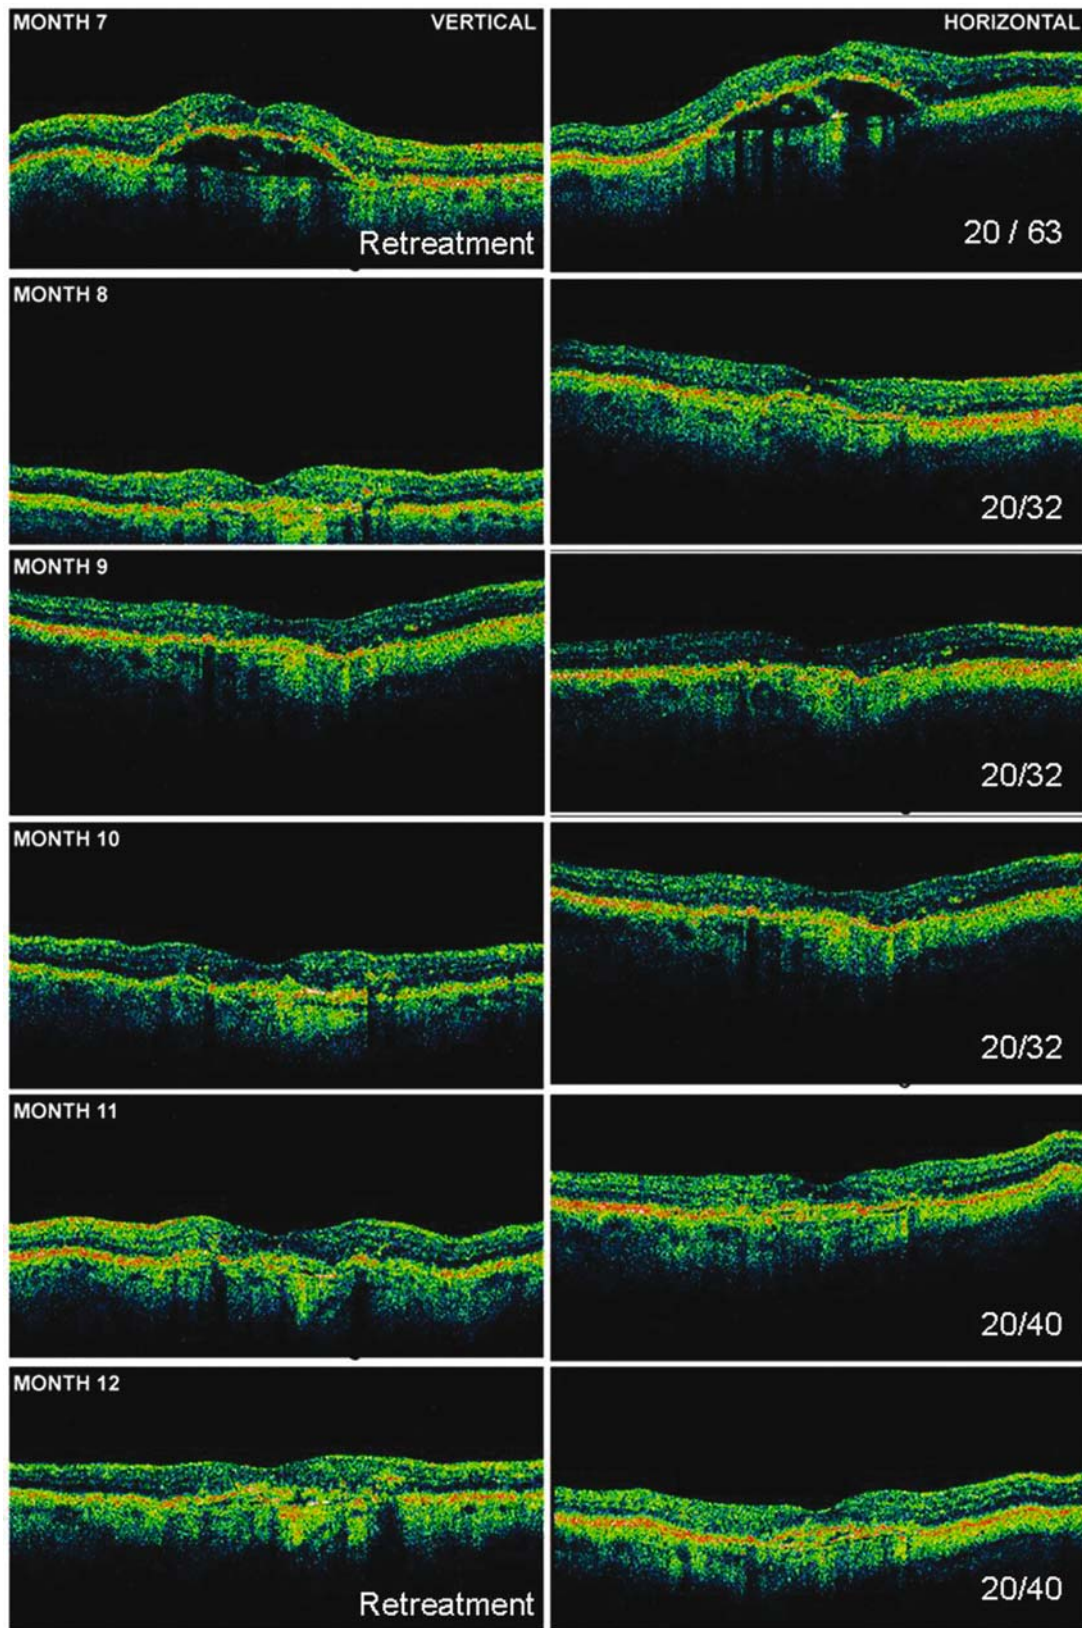 MONTH 7 VERTICAL HORIZONTAL
Retreatment 20 / 63
MONTH 8
20/32
MONTH 9
20/32
MONTH 10
20/32
MONTH 11
20/40
MONTH 12
Retreatment 20/40